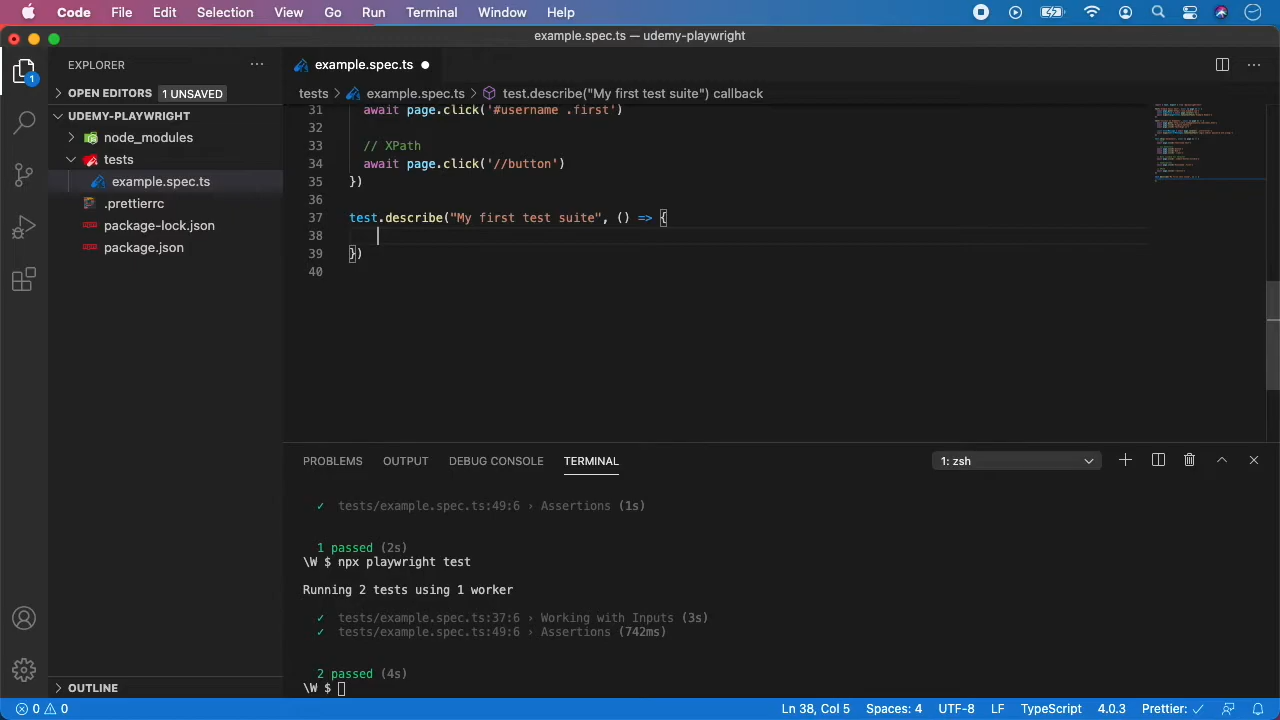 Code File Edit Selection View Go Run Terminal Window Help
example.spec.ts — udemy-playwright
EXPLORER
example.spec.ts
OPEN EDITORS 1 UNSAVED
tests > example.spec.ts > test.describe("My first test suite") callback
UDEMY-PLAYWRIGHT
node_modules
tests
example.spec.ts
.prettierrc
package-lock.json
package.json
OUTLINE
1
31 await page.click('#username .first')
32
33 // XPath
34 await page.click('//button')
35 })
36
37 test.describe("My first test suite", () => {
38
39 })
40
PROBLEMS OUTPUT DEBUG CONSOLE TERMINAL 1: zsh
✓ tests/example.spec.ts:49:6 › Assertions (1s)
1 passed (2s)
\W $ npx playwright test
Running 2 tests using 1 worker
✓ tests/example.spec.ts:37:6 › Working with Inputs (3s)
✓ tests/example.spec.ts:49:6 › Assertions (742ms)
2 passed (4s)
\W $
0 0 Ln 38, Col 5 Spaces: 4 UTF-8 LF TypeScript 4.0.3 Prettier: ✓